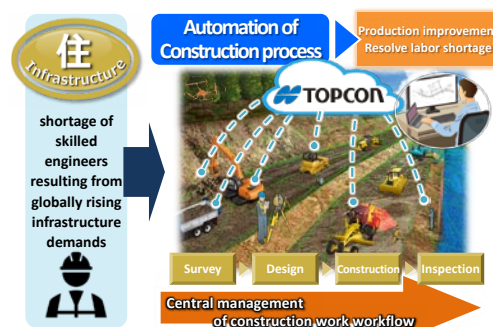 住
Infrastructure
shortage of
skilled
engineers
resulting from
globally rising
infrastructure
demands
Automation of
Construction process
Production improvemen
Resolve labor shortage
TOPCON
Survey
Design
Construction
Inspection
Central management
of construction work workflow